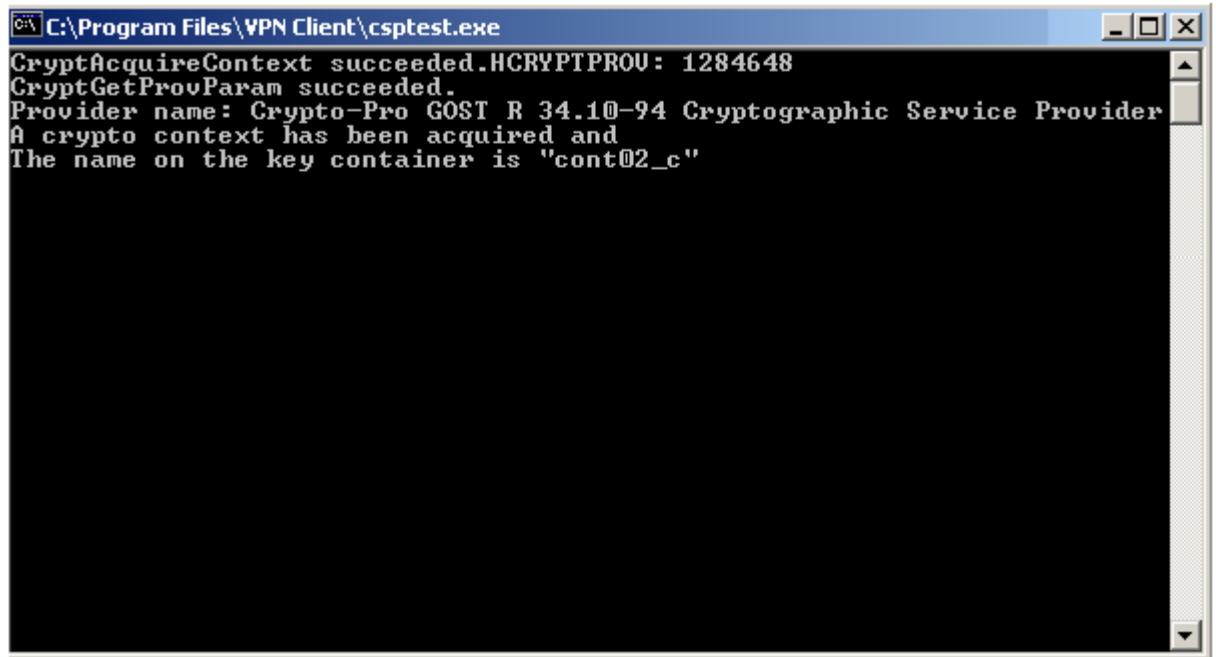 C:\Program Files\VPN Client\csptest.exe
CryptAcquireContext succeeded.HCRYPTPROV: 1284648
CryptGetProvParam succeeded.
Provider name: Crypto-Pro GOST R 34.10-94 Cryptographic Service Provider
A crypto context has been acquired and
The name on the key container is "cont02_c"